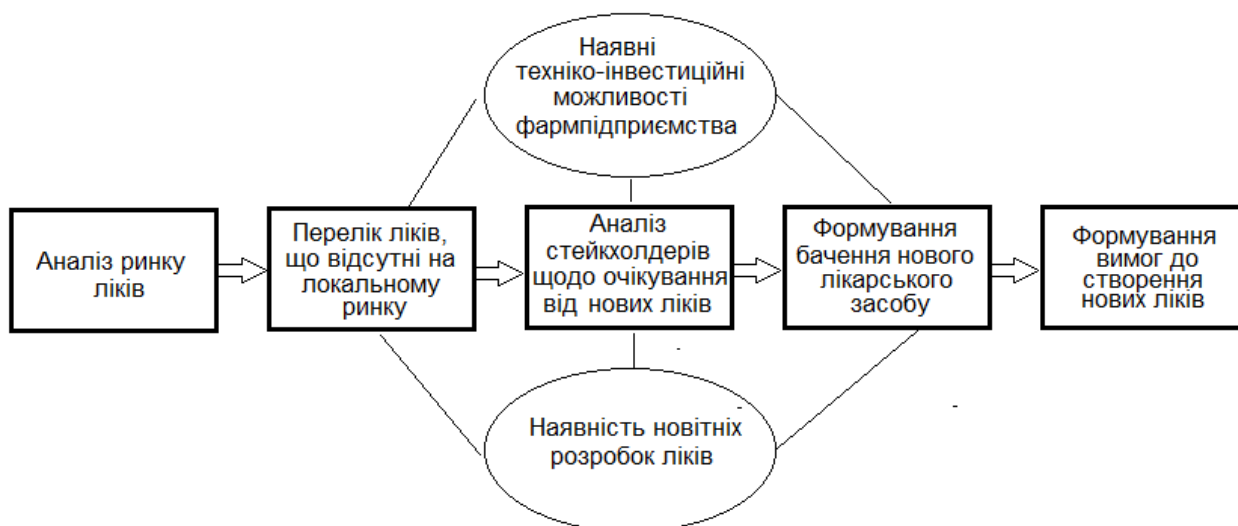 Наявні
техніко-інвестиційні
можливості
фармпідприємства
Аналіз ринку
ліків
Перелік ліків,
що відсутні на
локальному
ринку
Аналіз
стейкхолдерів
щодо очікування
від нових ліків
Формування
бачення нового
лікарського
засобу
Формування
вимог до
створення
нових ліків
Наявність новітніх
розробок ліків